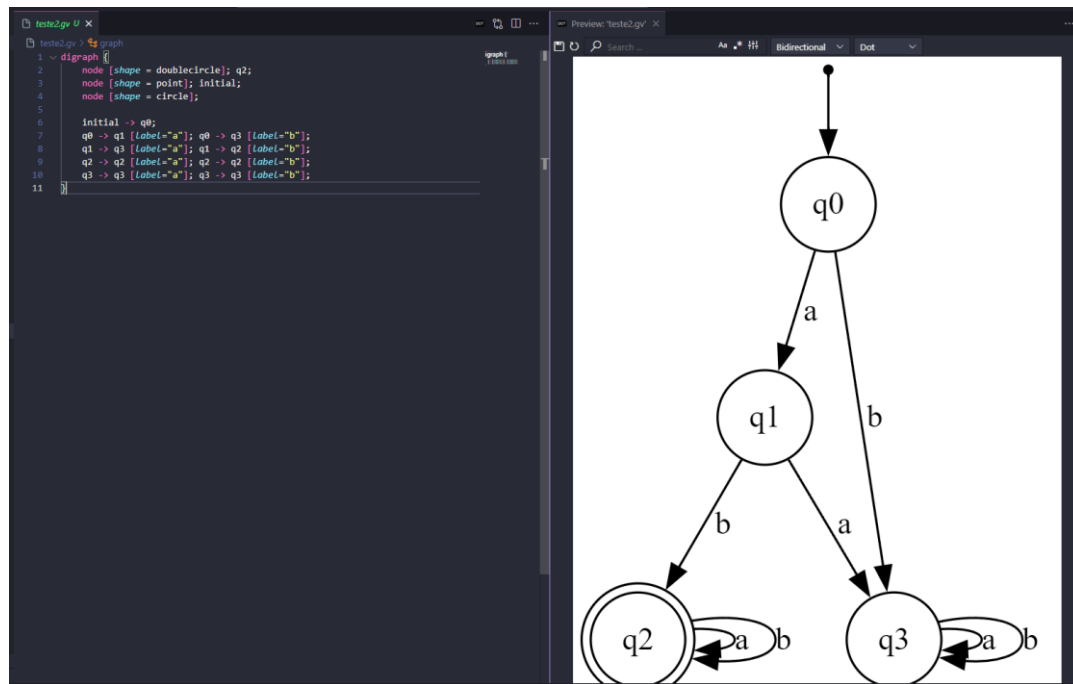 teste2.gv U
teste2.gv > graph
1 digraph {
2 node [shape = doublecircle]; q2;
3 node [shape = point]; initial;
4 node [shape = circle];
5
6 initial -> q0;
7 q0 -> q1 [label="a"]; q0 -> q3 [label="b"];
8 q1 -> q3 [label="a"]; q1 -> q2 [label="b"];
9 q2 -> q2 [label="a"]; q2 -> q2 [label="b"];
10 q3 -> q3 [label="a"]; q3 -> q3 [label="b"];
11 }
Preview: 'teste2.gv'
Search ... Aa .* Bidirectional Dot
q0
a
q1
b
b
a
q2
a
b
q3
a
b